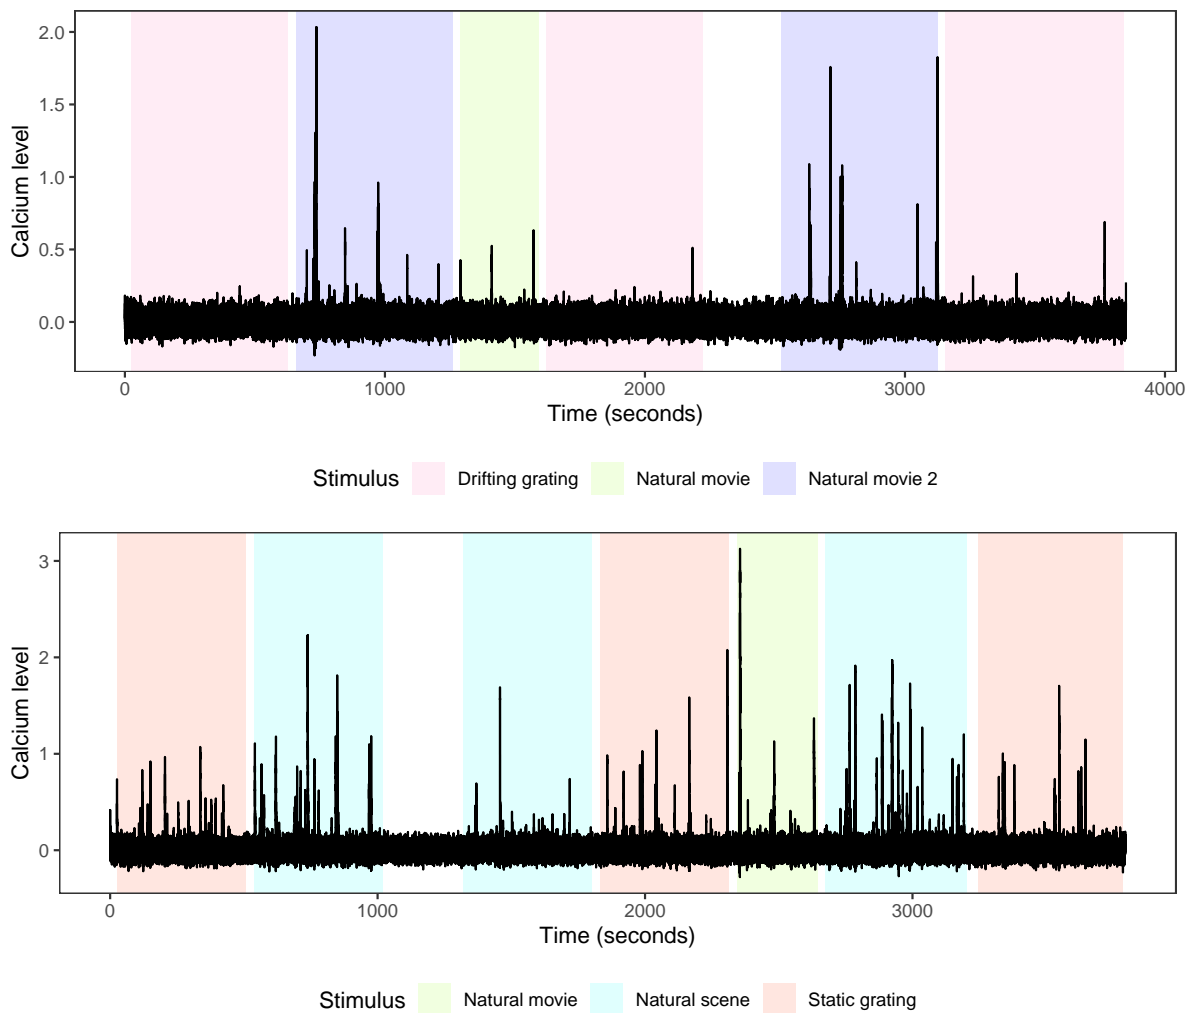 2.0
1.5
1.0
0.5
0.0
Calcium level
0 1000 2000 3000 4000
Time (seconds)
Stimulus Drifting grating Natural movie Natural movie 2
3
2
1
0
Calcium level
0 1000 2000 3000
Time (seconds)
Stimulus Natural movie Natural scene Static grating